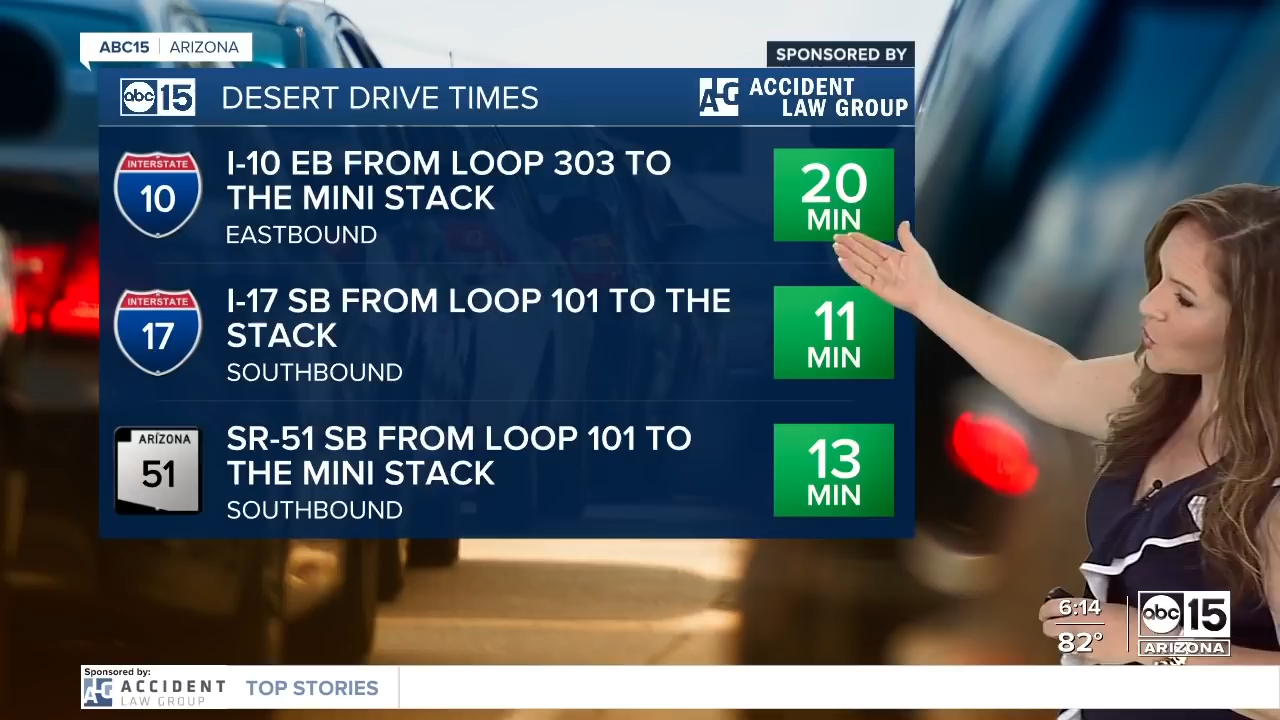 ABC15 | ARIZONA
SPONSORED BY
abc 15 DESERT DRIVE TIMES
ALG ACCIDENT
LAW GROUP
INTERSTATE
10
I-10 EB FROM LOOP 303 TO
THE MINI STACK
EASTBOUND
20
MIN
INTERSTATE
17
I-17 SB FROM LOOP 101 TO THE
STACK
SOUTHBOUND
11
MIN
ARIZONA
51
SR-51 SB FROM LOOP 101 TO
THE MINI STACK
SOUTHBOUND
13
MIN
6:14
82°
abc 15
ARIZONA
Sponsored by:
ALG ACCIDENT
LAW GROUP
TOP STORIES